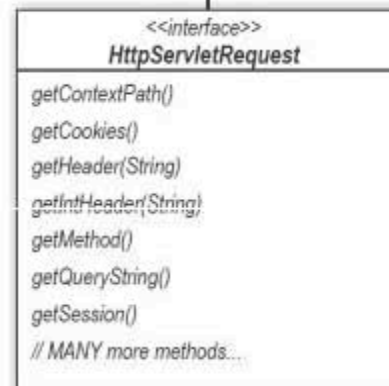 <<interface>>
HttpServletRequest
getContextPath()
getCookies()
getHeader(String)
getIntHeader(String)
getMethod()
getQueryString()
getSession()
// MANY more methods...